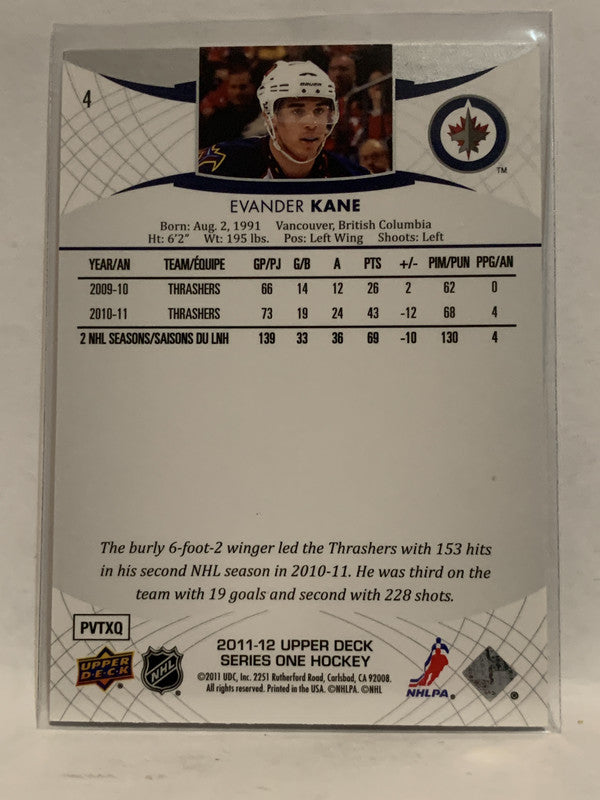 4
BAUER
TM
EVANDER KANE
Born: Aug. 2, 1991 Vancouver, British Columbia
Ht: 6'2" Wt: 195 lbs. Pos: Left Wing Shoots: Left
YEAR/AN TEAM/ÉQUIPE GP/PJ G/B A PTS +/- PIM/PUN PPG/AN
2009-10 THRASHERS 66 14 12 26 2 62 0
2010-11 THRASHERS 73 19 24 43 -12 68 4
2 NHL SEASONS/SAISONS DU LNH 139 33 36 69 -10 130 4
The burly 6-foot-2 winger led the Thrashers with 153 hits
in his second NHL season in 2010-11. He was third on the
team with 19 goals and second with 228 shots.
PVTXQ
2011-12 UPPER DECK
SERIES ONE HOCKEY
UPPER DECK
NHL
©2011 UDC, Inc. 2251 Rutherford Road, Carlsbad, CA 92008.
All rights reserved. Printed in the USA. ©NHLPA. ©NHL
NHLPA